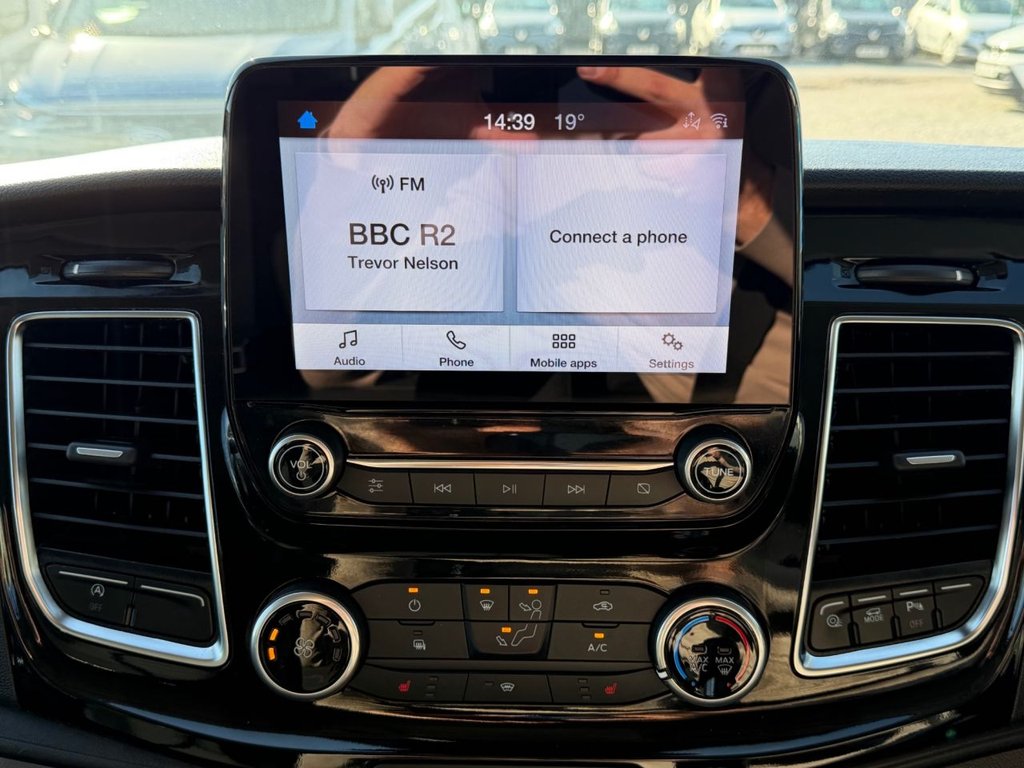 14:39 19°
FM
BBC R2
Trevor Nelson
Connect a phone
Audio
Phone
Mobile apps
Settings
VOL
TUNE
OFF
A/C
MAX
A/C
MAX
MODE
OFF